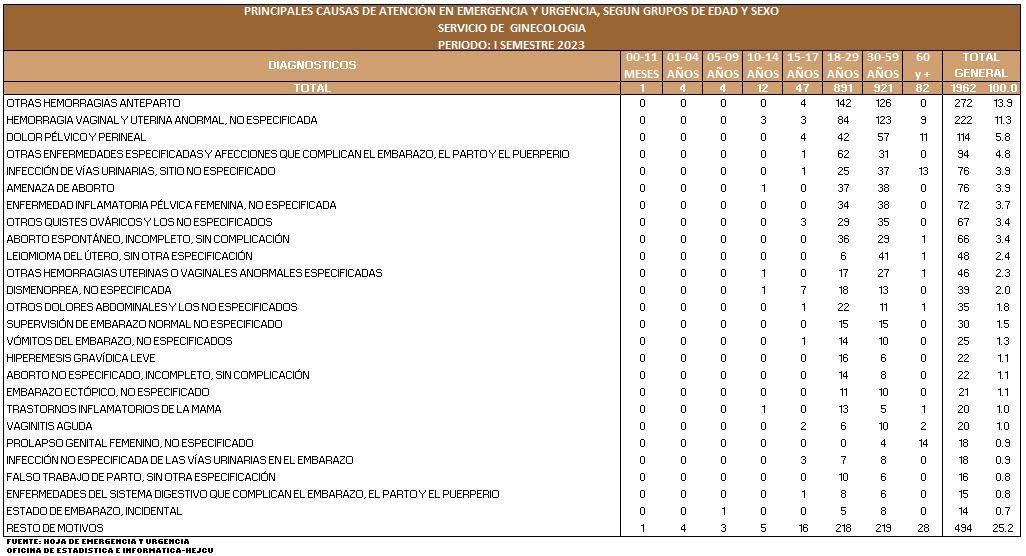 PRINCIPALES CAUSAS DE ATENCIÓN EN EMERGENCIA Y URGENCIA, SEGUN GRUPOS DE EDAD Y SEXO
SERVICIO DE GINECOLOGIA
PERIODO: I SEMESTRE 2023
DIAGNOSTICOS 00-11 MESES 01-04 AÑOS 05-09 AÑOS 10-14 AÑOS 15-17 AÑOS 18-29 AÑOS 30-59 AÑOS 60 y + TOTAL GENERAL
TOTAL 1 4 4 12 47 891 921 82 1962 100.0
OTRAS HEMORRAGIAS ANTEPARTO 0 0 0 0 4 142 126 0 272 13.9
HEMORRAGIA VAGINAL Y UTERINA ANORMAL, NO ESPECIFICADA 0 0 0 3 3 84 123 9 222 11.3
DOLOR PÉLVICO Y PERINEAL 0 0 0 0 4 42 57 11 114 5.8
OTRAS ENFERMEDADES ESPECIFICADAS Y AFECCIONES QUE COMPLICAN EL EMBARAZO, EL PARTO Y EL PUERPERIO 0 0 0 0 1 62 31 0 94 4.8
INFECCIÓN DE VÍAS URINARIAS, SITIO NO ESPECIFICADO 0 0 0 0 1 25 37 13 76 3.9
AMENAZA DE ABORTO 0 0 0 1 0 37 38 0 76 3.9
ENFERMEDAD INFLAMATORIA PÉLVICA FEMENINA, NO ESPECIFICADA 0 0 0 0 0 34 38 0 72 3.7
OTROS QUISTES OVÁRICOS Y LOS NO ESPECIFICADOS 0 0 0 0 3 29 35 0 67 3.4
ABORTO ESPONTÁNEO, INCOMPLETO, SIN COMPLICACIÓN 0 0 0 0 0 36 29 1 66 3.4
LEIOMIOMA DEL ÚTERO, SIN OTRA ESPECIFICACIÓN 0 0 0 0 0 6 41 1 48 2.4
OTRAS HEMORRAGIAS UTERINAS O VAGINALES ANORMALES ESPECIFICADAS 0 0 0 1 0 17 27 1 46 2.3
DISMENORREA, NO ESPECIFICADA 0 0 0 1 7 18 13 0 39 2.0
OTROS DOLORES ABDOMINALES Y LOS NO ESPECIFICADOS 0 0 0 0 1 22 11 1 35 1.8
SUPERVISIÓN DE EMBARAZO NORMAL NO ESPECIFICADO 0 0 0 0 0 15 15 0 30 1.5
VÓMITOS DEL EMBARAZO, NO ESPECIFICADOS 0 0 0 0 1 14 10 0 25 1.3
HIPEREMESIS GRAVÍDICA LEVE 0 0 0 0 0 16 6 0 22 1.1
ABORTO NO ESPECIFICADO, INCOMPLETO, SIN COMPLICACIÓN 0 0 0 0 0 14 8 0 22 1.1
EMBARAZO ECTÓPICO, NO ESPECIFICADO 0 0 0 0 0 11 10 0 21 1.1
TRASTORNOS INFLAMATORIOS DE LA MAMA 0 0 0 1 0 13 5 1 20 1.0
VAGINITIS AGUDA 0 0 0 0 2 6 10 2 20 1.0
PROLAPSO GENITAL FEMENINO, NO ESPECIFICADO 0 0 0 0 0 0 4 14 18 0.9
INFECCIÓN NO ESPECIFICADA DE LAS VÍAS URINARIAS EN EL EMBARAZO 0 0 0 0 3 7 8 0 18 0.9
FALSO TRABAJO DE PARTO, SIN OTRA ESPECIFICACIÓN 0 0 0 0 0 10 6 0 16 0.8
ENFERMEDADES DEL SISTEMA DIGESTIVO QUE COMPLICAN EL EMBARAZO, EL PARTO Y EL PUERPERIO 0 0 0 0 1 8 6 0 15 0.8
ESTADO DE EMBARAZO, INCIDENTAL 0 0 1 0 0 5 8 0 14 0.7
RESTO DE MOTIVOS 1 4 3 5 16 218 219 28 494 25.2
FUENTE: HOJA DE EMERGENCIA Y URGENCIA
OFICINA DE ESTADISTICA E INFORMATICA-HEJCU